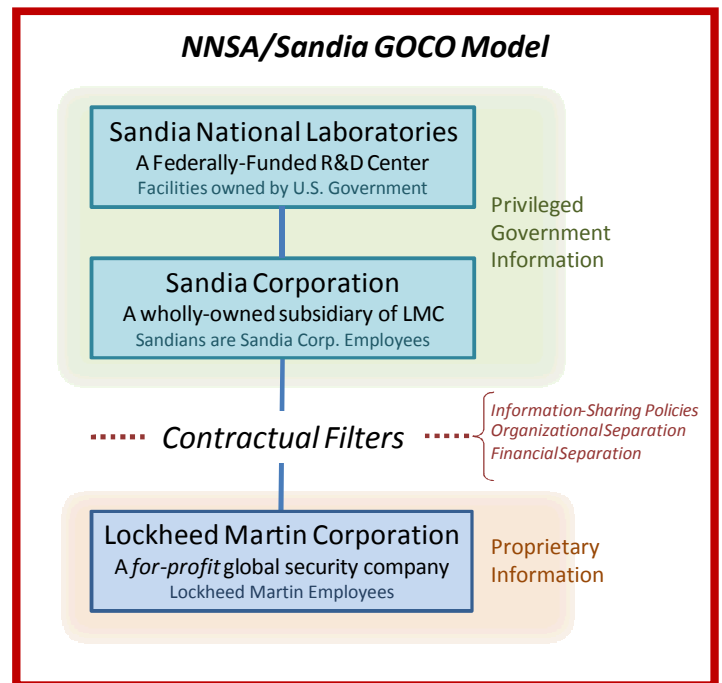 NNSA/Sandia GOCO Model
Sandia National Laboratories
A Federally-Funded R&D Center
Facilities owned by U.S. Government
Privileged
Government
Information
Sandia Corporation
A wholly-owned subsidiary of LMC
Sandians are Sandia Corp. Employees
Contractual Filters
Information-Sharing Policies
Organizational Separation
Financial Separation
Lockheed Martin Corporation
A for-profit global security company
Lockheed Martin Employees
Proprietary
Information